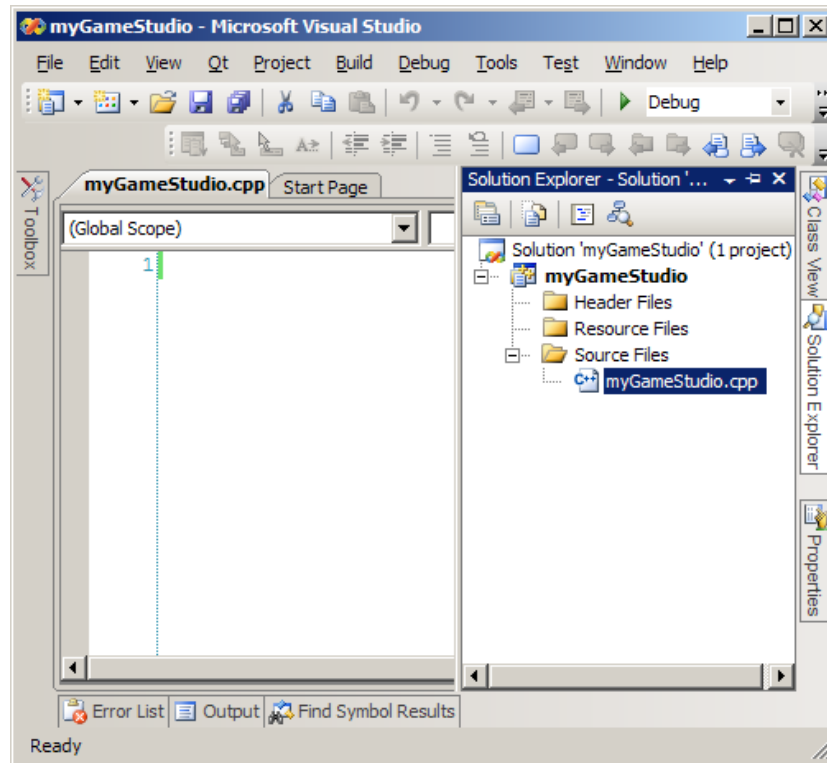 myGameStudio - Microsoft Visual Studio
File Edit View Qt Project Build Debug Tools Test Window Help
Debug
myGameStudio.cpp Start Page
(Global Scope)
1
Toolbox
Solution Explorer - Solution '...
Solution 'myGameStudio' (1 project)
myGameStudio
Header Files
Resource Files
Source Files
C++ myGameStudio.cpp
Class View
Solution Explorer
Properties
Error List Output Find Symbol Results
Ready